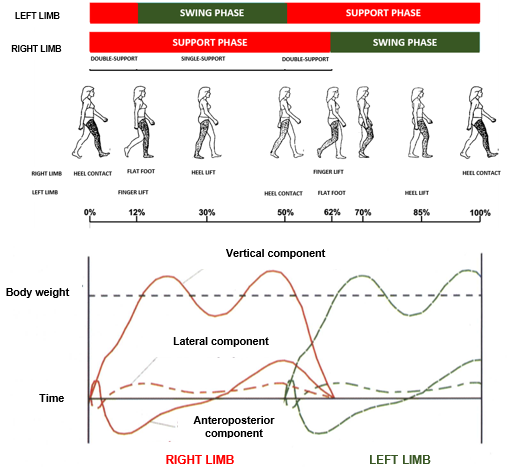 LEFT LIMB
SWING PHASE
SUPPORT PHASE
RIGHT LIMB
SUPPORT PHASE
SWING PHASE
DOUBLE-SUPPORT
SINGLE-SUPPORT
DOUBLE-SUPPORT
RIGHT LIMB
HEEL CONTACT
FLAT FOOT
HEEL LIFT
FINGER LIFT
HEEL CONTACT
LEFT LIMB
FINGER LIFT
HEEL CONTACT
FLAT FOOT
HEEL LIFT
0%
12%
30%
50%
62%
70%
85%
100%
Vertical component
Body weight
Lateral component
Time
Anteroposterior
component
RIGHT LIMB
LEFT LIMB